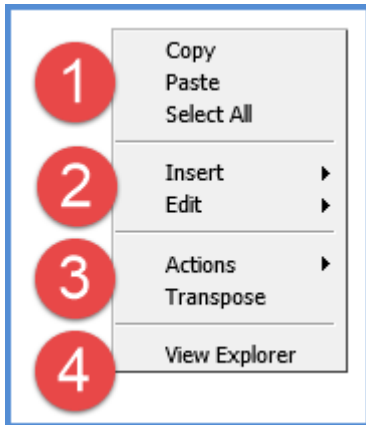 1
Copy
Paste
Select All
2
Insert
Edit
3
Actions
Transpose
4
View Explorer